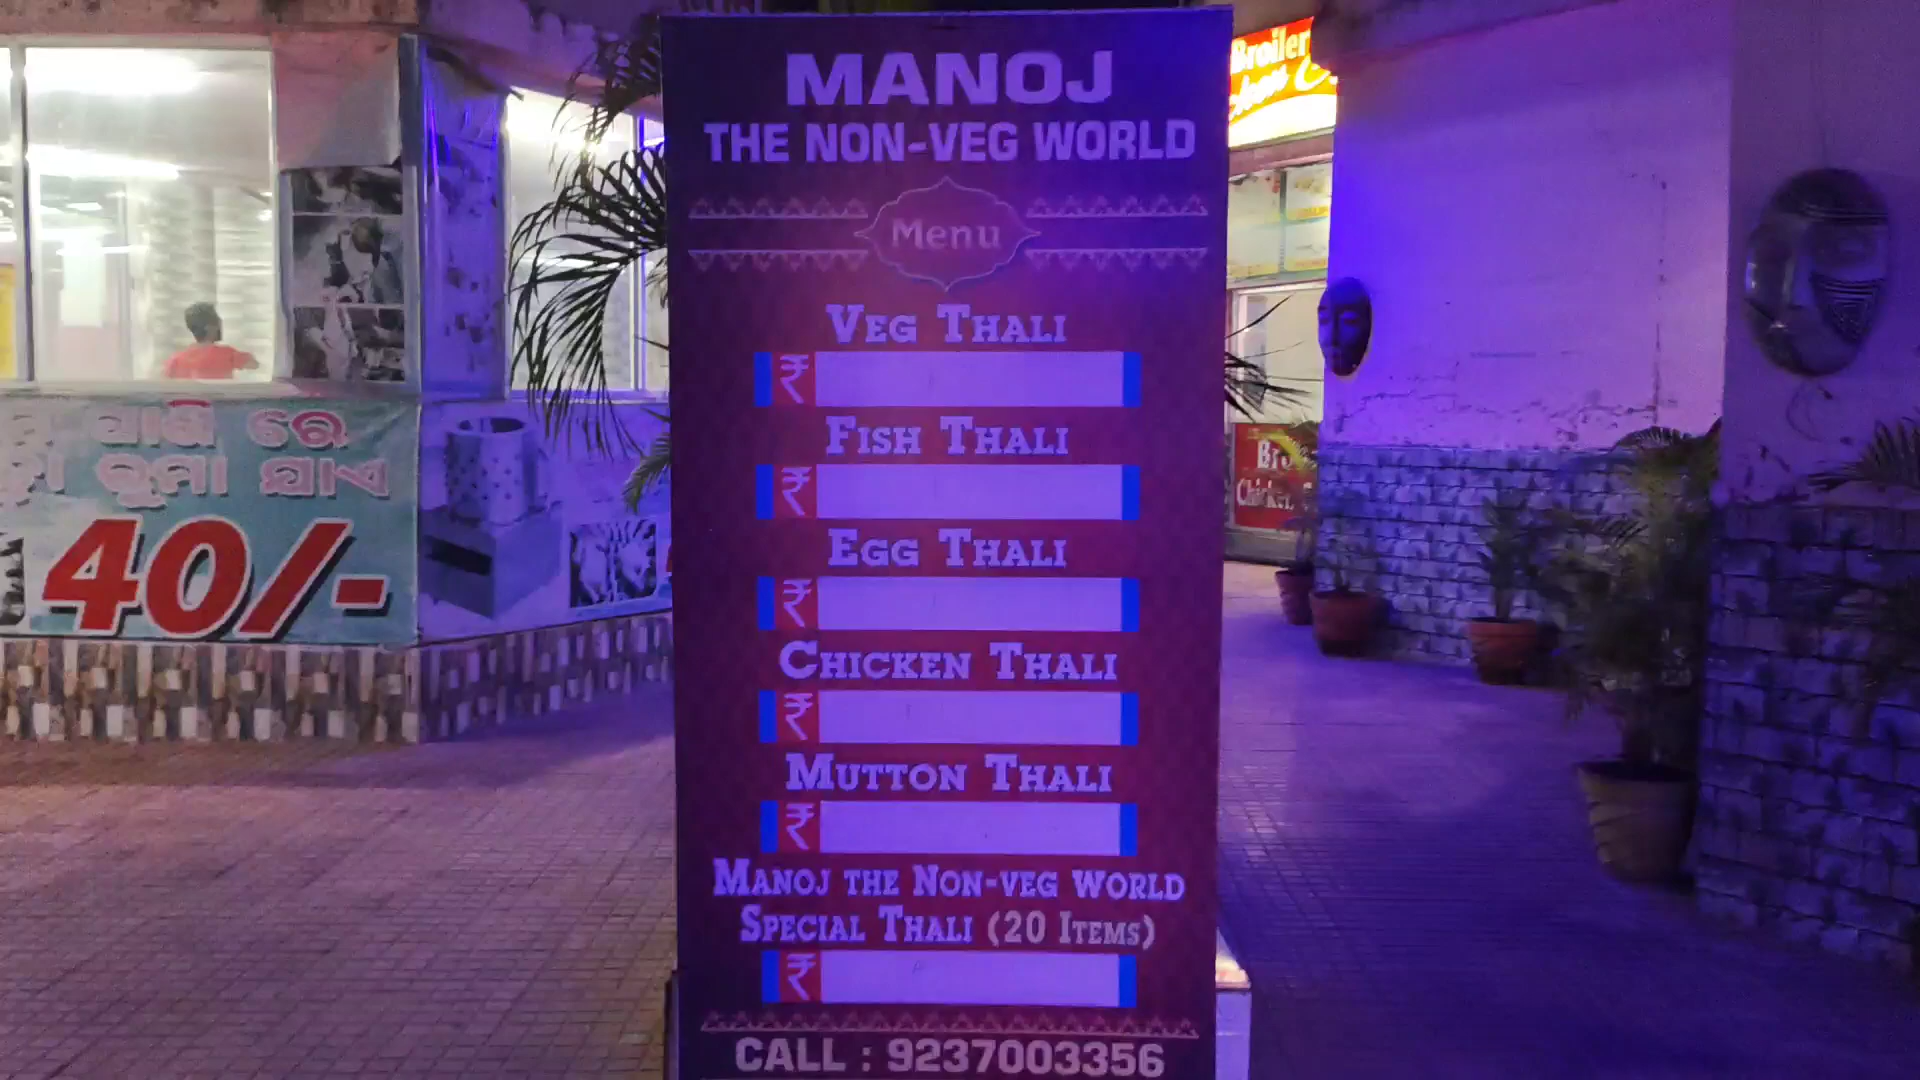 MANOJ
THE NON-VEG WORLD
Menu
VEG THALI
₹
FISH THALI
₹
EGG THALI
₹
CHICKEN THALI
₹
MUTTON THALI
₹
MANOJ THE NON-VEG WORLD
SPECIAL THALI (20 ITEMS)
₹
CALL : 9237003356
ରେ
40/-
Broiler
Chicken